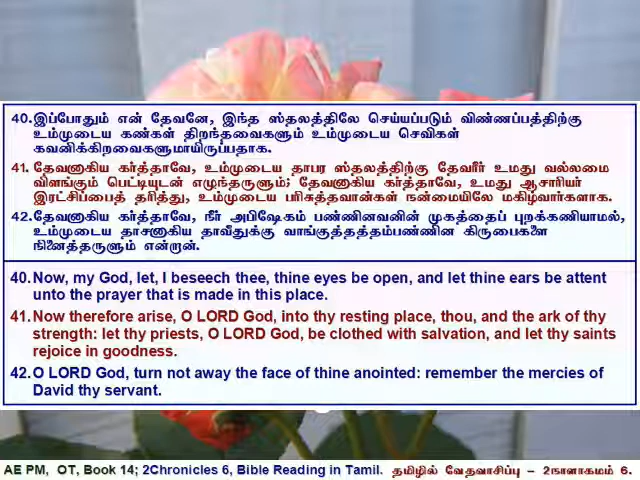 40.இப்போதும் என் தேவனே, இந்த ஸ்தலத்திலே செய்யப்படும் விண்ணப்பத்திற்கு
உம்முடைய கண்கள் திறந்தவைகளும் உம்முடைய செவிகள்
கவனிக்கிறவைகளுமாயிருப்பதாக.
41. தேவனாகிய கர்த்தாவே, உம்முடைய தாபர ஸ்தலத்திற்கு தேவரீர் உமது வல்லமை
விளங்கும் பெட்டியுடன் எழுந்தருளும்; தேவனாகிய கர்த்தாவே, உமது ஆசாரியர்
இரட்சிப்பைத் தரித்து, உம்முடைய பரிசுத்தவான்கள் நன்மையிலே மகிழ்வார்களாக.
42.தேவனாகிய கர்த்தாவே, நீர் அபிஷேகம் பண்ணினவனின் முகத்தைப் புறக்கணியாமல்,
உம்முடைய தாசனாகிய தாவீதுக்கு வாங்குத்தத்தம்பண்ணின கிருபைகளை
நினைத்தருளும் என்றான்.
40.Now, my God, let, I beseech thee, thine eyes be open, and let thine ears be attent
unto the prayer that is made in this place.
41.Now therefore arise, O LORD God, into thy resting place, thou, and the ark of thy
strength: let thy priests, O LORD God, be clothed with salvation, and let thy saints
rejoice in goodness.
42.O LORD God, turn not away the face of thine anointed: remember the mercies of
David thy servant.
AE PM, OT, Book 14; 2Chronicles 6, Bible Reading in Tamil. தமிழில் வேதவாசிப்பு – 2நாளாகமம் 6.